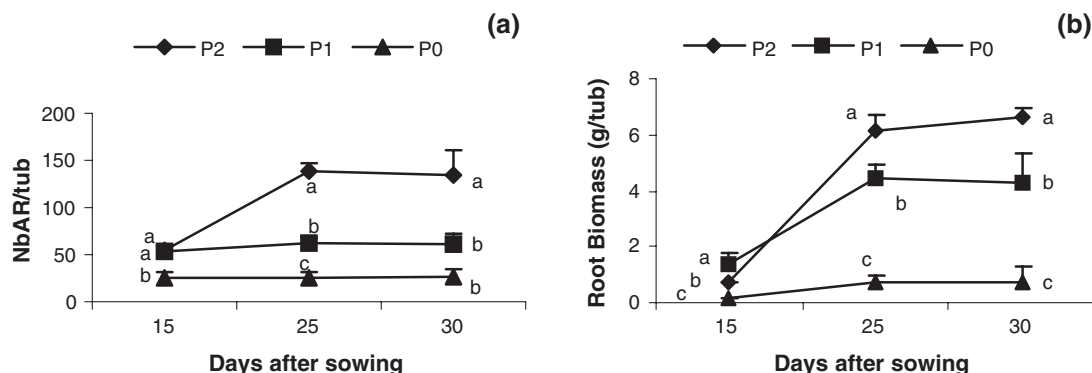 (a)
P2 P1 P0
200
150
100
50
0
NbAR/tub
a
a
b
a
b
c
a
b
b
15 25 30
Days after sowing
(b)
P2 P1 P0
8
6
4
2
0
Root Biomass (g/tub)
a
b
c
a
b
c
a
b
c
15 25 30
Days after sowing